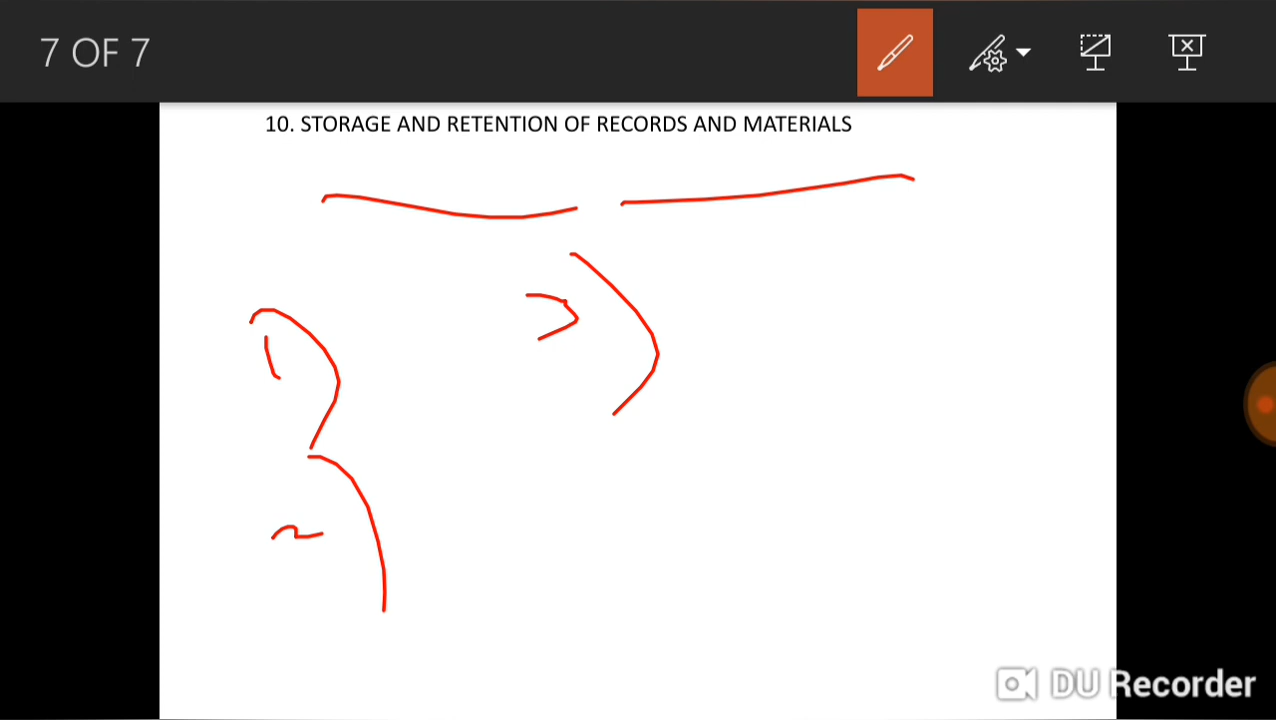 7 OF 7
10. STORAGE AND RETENTION OF RECORDS AND MATERIALS
DU Recorder